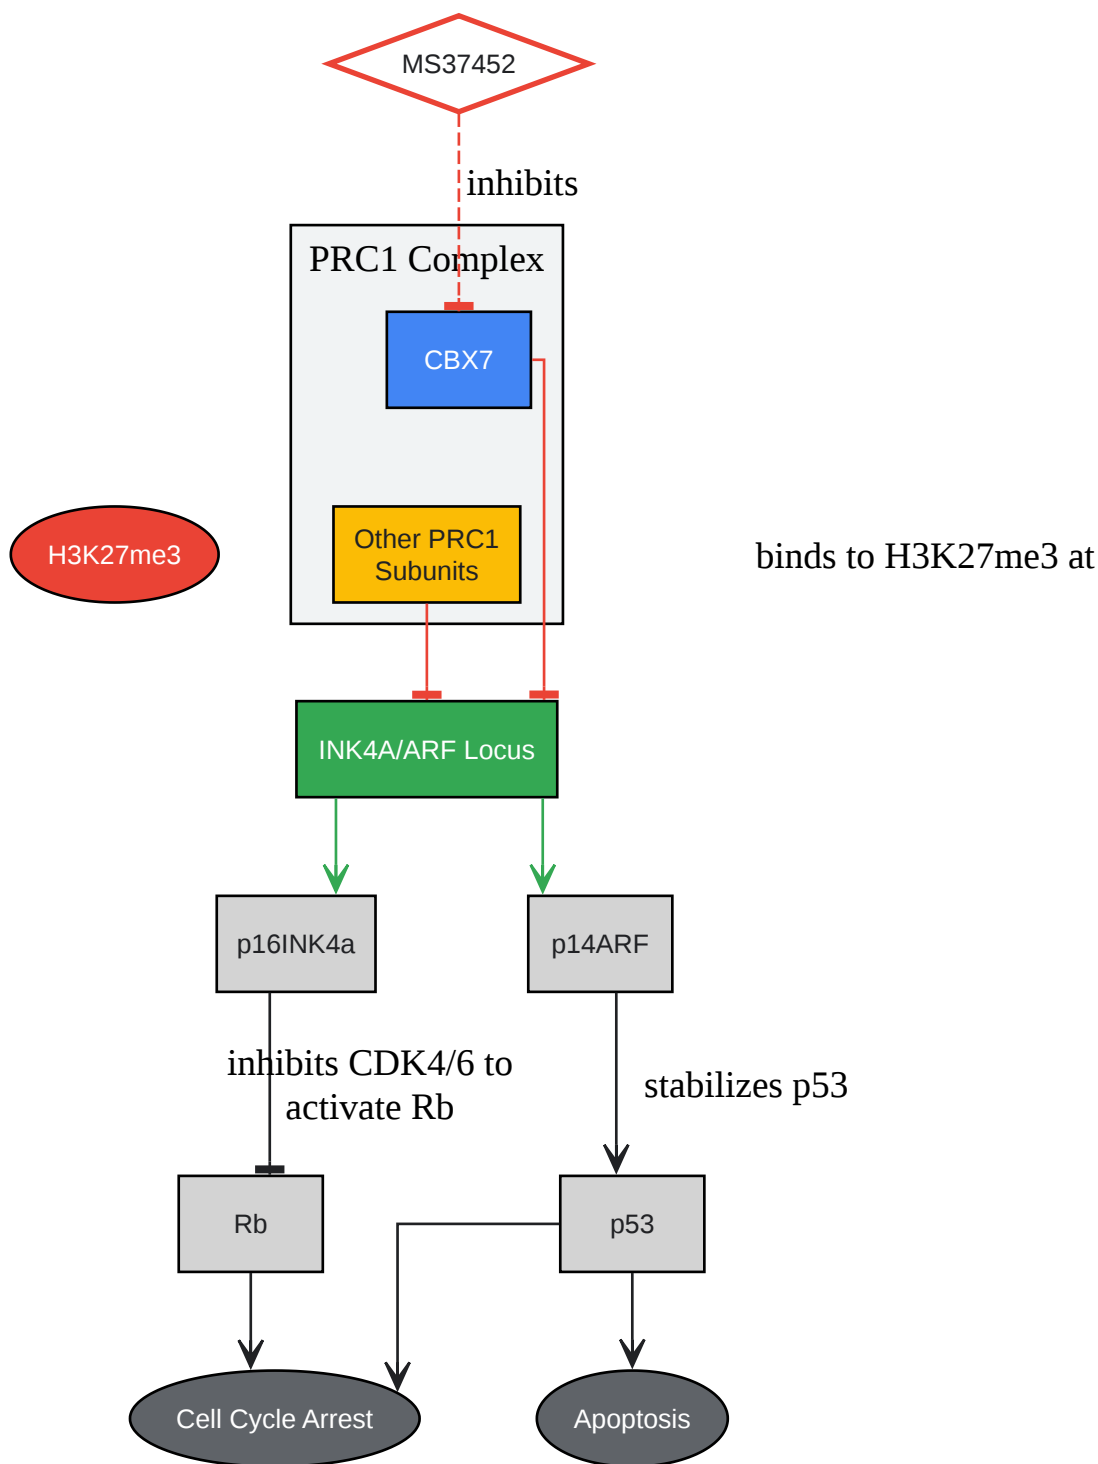 MS37452
inhibits
PRC1 Complex
CBX7
H3K27me3
Other PRC1
Subunits
binds to H3K27me3 at
INK4A/ARF Locus
p16INK4a
p14ARF
inhibits CDK4/6 to
activate Rb
stabilizes p53
Rb
p53
Cell Cycle Arrest
Apoptosis